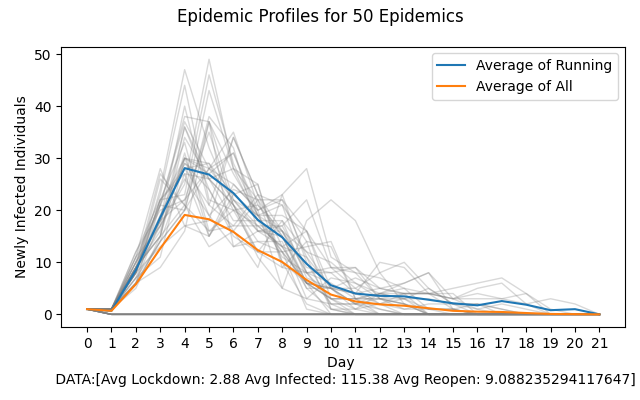 Epidemic Profiles for 50 Epidemics
Newly Infected Individuals
50
40
30
20
10
0
Average of Running
Average of All
0 1 2 3 4 5 6 7 8 9 10 11 12 13 14 15 16 17 18 19 20 21
Day
DATA:[Avg Lockdown: 2.88 Avg Infected: 115.38 Avg Reopen: 9.088235294117647]